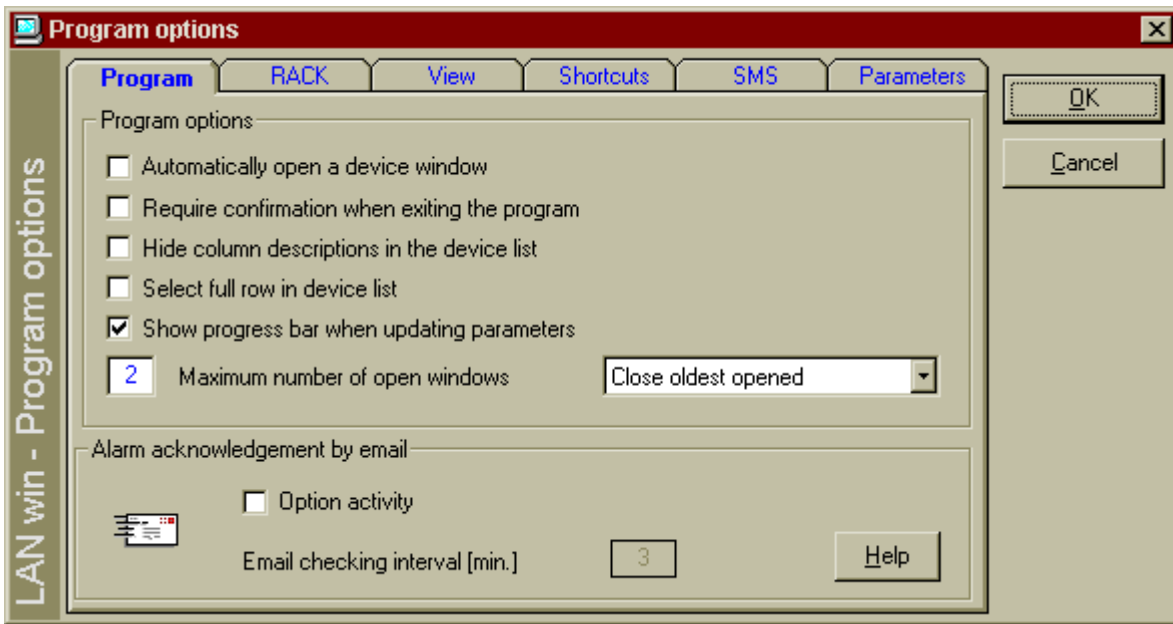 Program options
LAN win - Program options
Program RACK View Shortcuts SMS Parameters
OK
Cancel
Program options
Automatically open a device window
Require confirmation when exiting the program
Hide column descriptions in the device list
Select full row in device list
Show progress bar when updating parameters
2 Maximum number of open windows Close oldest opened
Alarm acknowledgement by email
Option activity
Email checking interval [min.] 3 Help